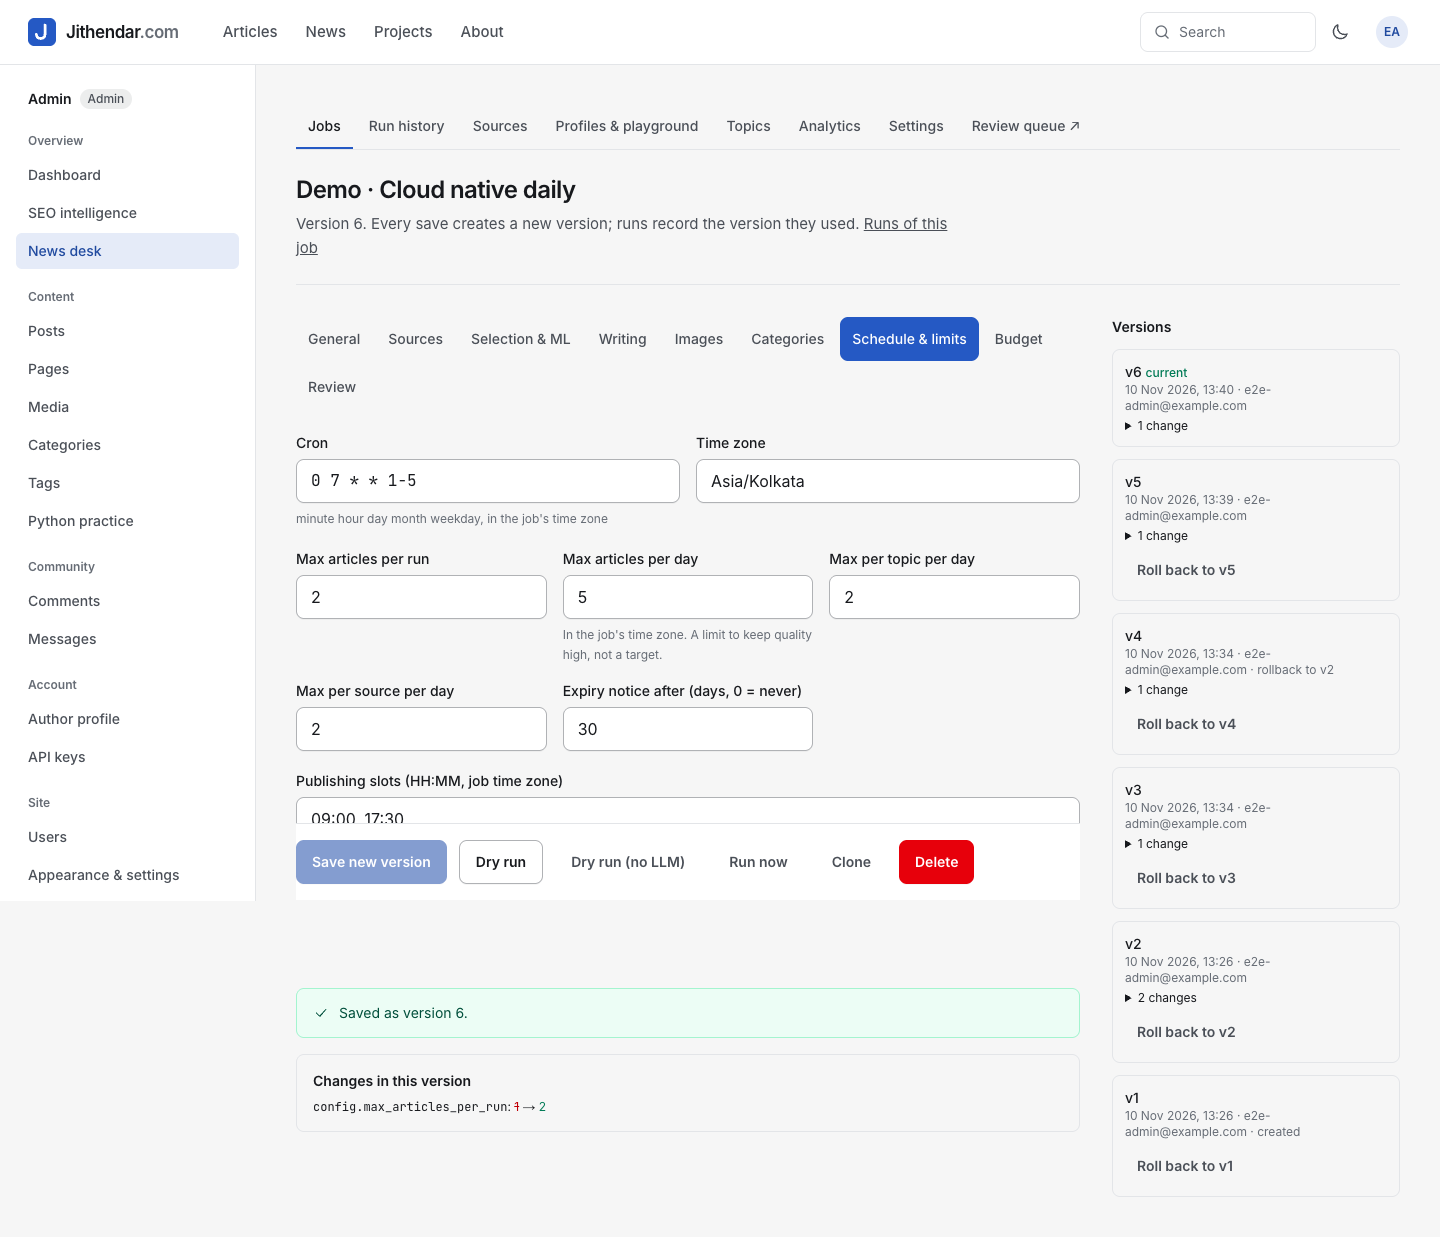 Jithendar.com
Articles
News
Projects
About
Search
EA
Admin Admin
Overview
Dashboard
SEO intelligence
News desk
Content
Posts
Pages
Media
Categories
Tags
Python practice
Community
Comments
Messages
Account
Author profile
API keys
Site
Users
Appearance & settings
Jobs
Run history
Sources
Profiles & playground
Topics
Analytics
Settings
Review queue ↗
Demo · Cloud native daily
Version 6. Every save creates a new version; runs record the version they used. Runs of this
job
General
Sources
Selection & ML
Writing
Images
Categories
Schedule & limits
Budget
Review
Cron
0 7 * * 1-5
minute hour day month weekday, in the job's time zone
Time zone
Asia/Kolkata
Max articles per run
2
Max articles per day
5
In the job's time zone. A limit to keep quality
high, not a target.
Max per topic per day
2
Max per source per day
2
Expiry notice after (days, 0 = never)
30
Publishing slots (HH:MM, job time zone)
09:00, 17:30
Save new version
Dry run
Dry run (no LLM)
Run now
Clone
Delete
Saved as version 6.
Changes in this version
config.max_articles_per_run: 1 → 2
Versions
v6 current
10 Nov 2026, 13:40 · e2e-
admin@example.com
1 change
v5
10 Nov 2026, 13:39 · e2e-
admin@example.com
1 change
Roll back to v5
v4
10 Nov 2026, 13:34 · e2e-
admin@example.com · rollback to v2
1 change
Roll back to v4
v3
10 Nov 2026, 13:34 · e2e-
admin@example.com
1 change
Roll back to v3
v2
10 Nov 2026, 13:26 · e2e-
admin@example.com
2 changes
Roll back to v2
v1
10 Nov 2026, 13:26 · e2e-
admin@example.com · created
Roll back to v1